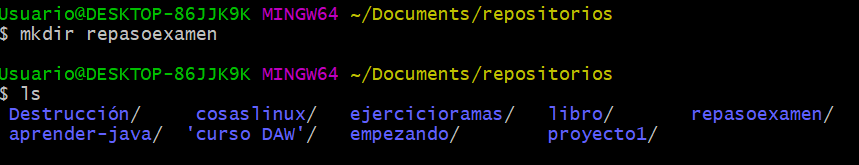 Usuario@DESKTOP-86JJK9K MINGW64 ~/Documents/repositorios
$ mkdir repasoexamen

Usuario@DESKTOP-86JJK9K MINGW64 ~/Documents/repositorios
$ ls
Destrucción/ cosaslinux/ ejercicioramas/ libro/ repasoexamen/
aprender-java/ 'curso DAW'/ empezando/ proyecto1/